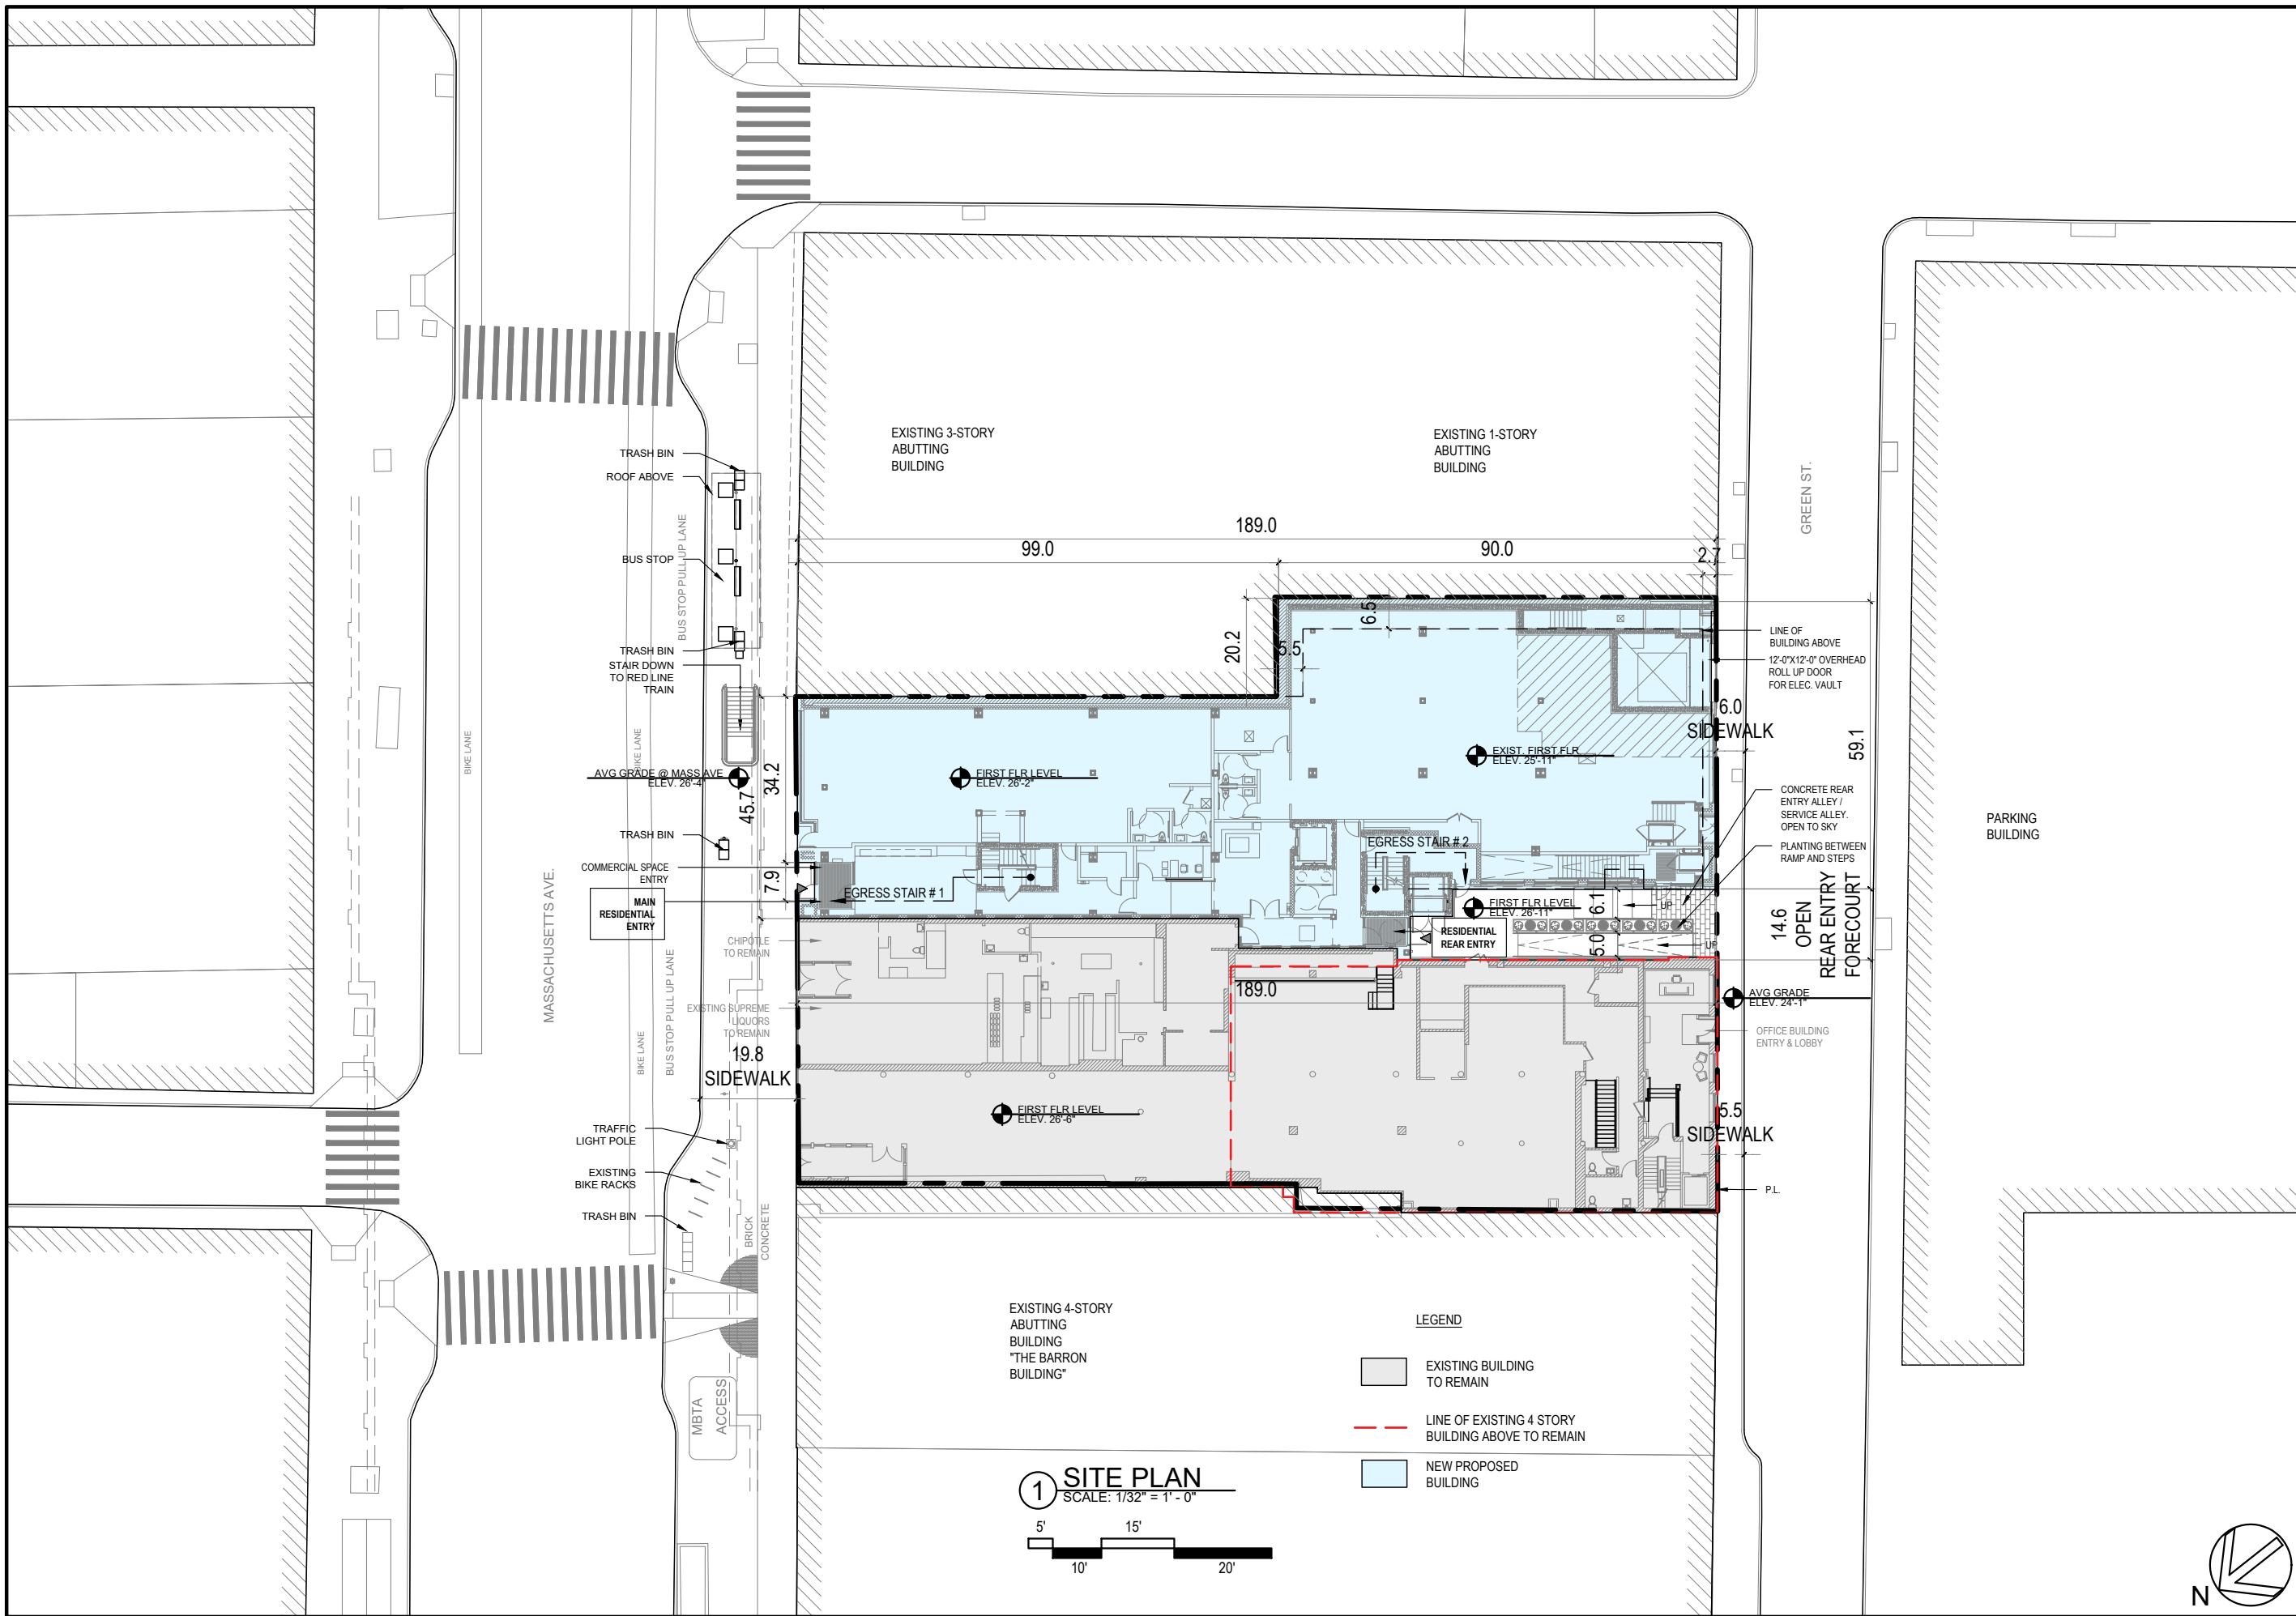 EXISTING 3-STORY
ABUTTING
BUILDING
EXISTING 1-STORY
ABUTTING
BUILDING
GREEN ST.
TRASH BIN
ROOF ABOVE
BUS STOP PULL UP LANE
BUS STOP
TRASH BIN
STAIR DOWN
TO RED LINE
TRAIN
BIKE LANE
BIKE LANE
189.0
99.0
90.0
2.7
20.2
6.5
5.5
LINE OF
BUILDING ABOVE
12'-0"X12'-0" OVERHEAD
ROLL UP DOOR
FOR ELEC. VAULT
6.0
SIDEWALK
59.1
AVG GRADE @ MASS AVE
ELEV. 26'-4"
45.7
34.2
FIRST FLR LEVEL
ELEV. 26'-2"
EXIST. FIRST FLR
ELEV. 25'-11"
CONCRETE REAR
ENTRY ALLEY /
SERVICE ALLEY.
OPEN TO SKY
PLANTING BETWEEN
RAMP AND STEPS
PARKING
BUILDING
TRASH BIN
COMMERCIAL SPACE
ENTRY
7.9
MAIN
RESIDENTIAL
ENTRY
EGRESS STAIR # 1
EGRESS STAIR # 2
FIRST FLR LEVEL
ELEV. 26'-11"
6.1
UP
5.0
UP
RESIDENTIAL
REAR ENTRY
14.6
OPEN
REAR ENTRY
FORECOURT
MASSACHUSETTS AVE.
CHIPOTLE
TO REMAIN
EXISTING SUPREME
LIQUORS
TO REMAIN
BUS STOP PULL UP LANE
BIKE LANE
189.0
AVG GRADE
ELEV. 24'-1"
OFFICE BUILDING
ENTRY & LOBBY
19.8
SIDEWALK
FIRST FLR LEVEL
ELEV. 26'-6"
5.5
SIDEWALK
TRAFFIC
LIGHT POLE
EXISTING
BIKE RACKS
TRASH BIN
BRICK
CONCRETE
P.L.
MBTA
ACCESS
EXISTING 4-STORY
ABUTTING
BUILDING
"THE BARRON
BUILDING"
LEGEND
EXISTING BUILDING
TO REMAIN
LINE OF EXISTING 4 STORY
BUILDING ABOVE TO REMAIN
NEW PROPOSED
BUILDING
1 SITE PLAN
SCALE: 1/32" = 1' - 0"
5'
15'
10'
20'
N